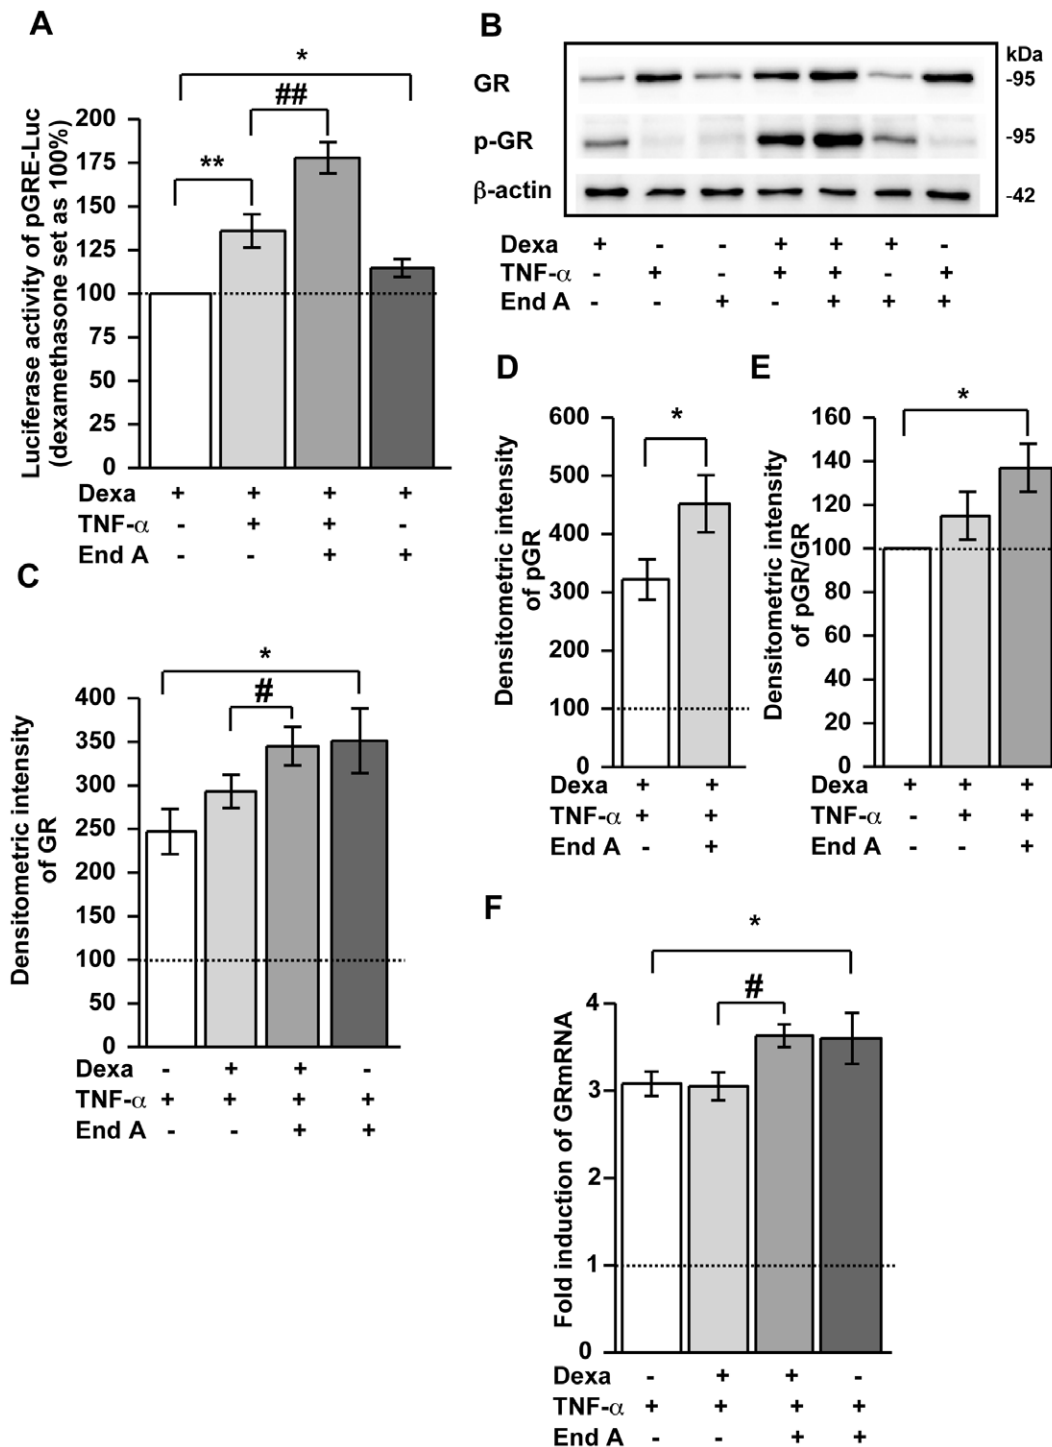 A
*
##
**
Luciferase activity of pGRE-Luc
(dexamethasone set as 100%)
200
175
150
125
100
75
50
25
0
Dexa + + + +
TNF-α - + + -
End A - - + +
B
kDa
GR -95
p-GR -95
β-actin -42
Dexa + - - + + + -
TNF-α - + - + + - +
End A - - + - + + +
C
*
#
Densitometric intensity
of GR
400
350
300
250
200
150
100
50
0
Dexa - + + -
TNF-α + + + +
End A - - + +
D
*
Densitometric intensity
of pGR
600
500
400
300
200
100
0
Dexa + +
TNF-α + +
End A - +
E
*
Densitometric intensity
of pGR/GR
160
140
120
100
80
60
40
20
0
Dexa + + +
TNF-α - + +
End A - - +
F
*
#
Fold induction of GRmRNA
4
3
2
1
0
Dexa - + + -
TNF-α + + + +
End A - - + +